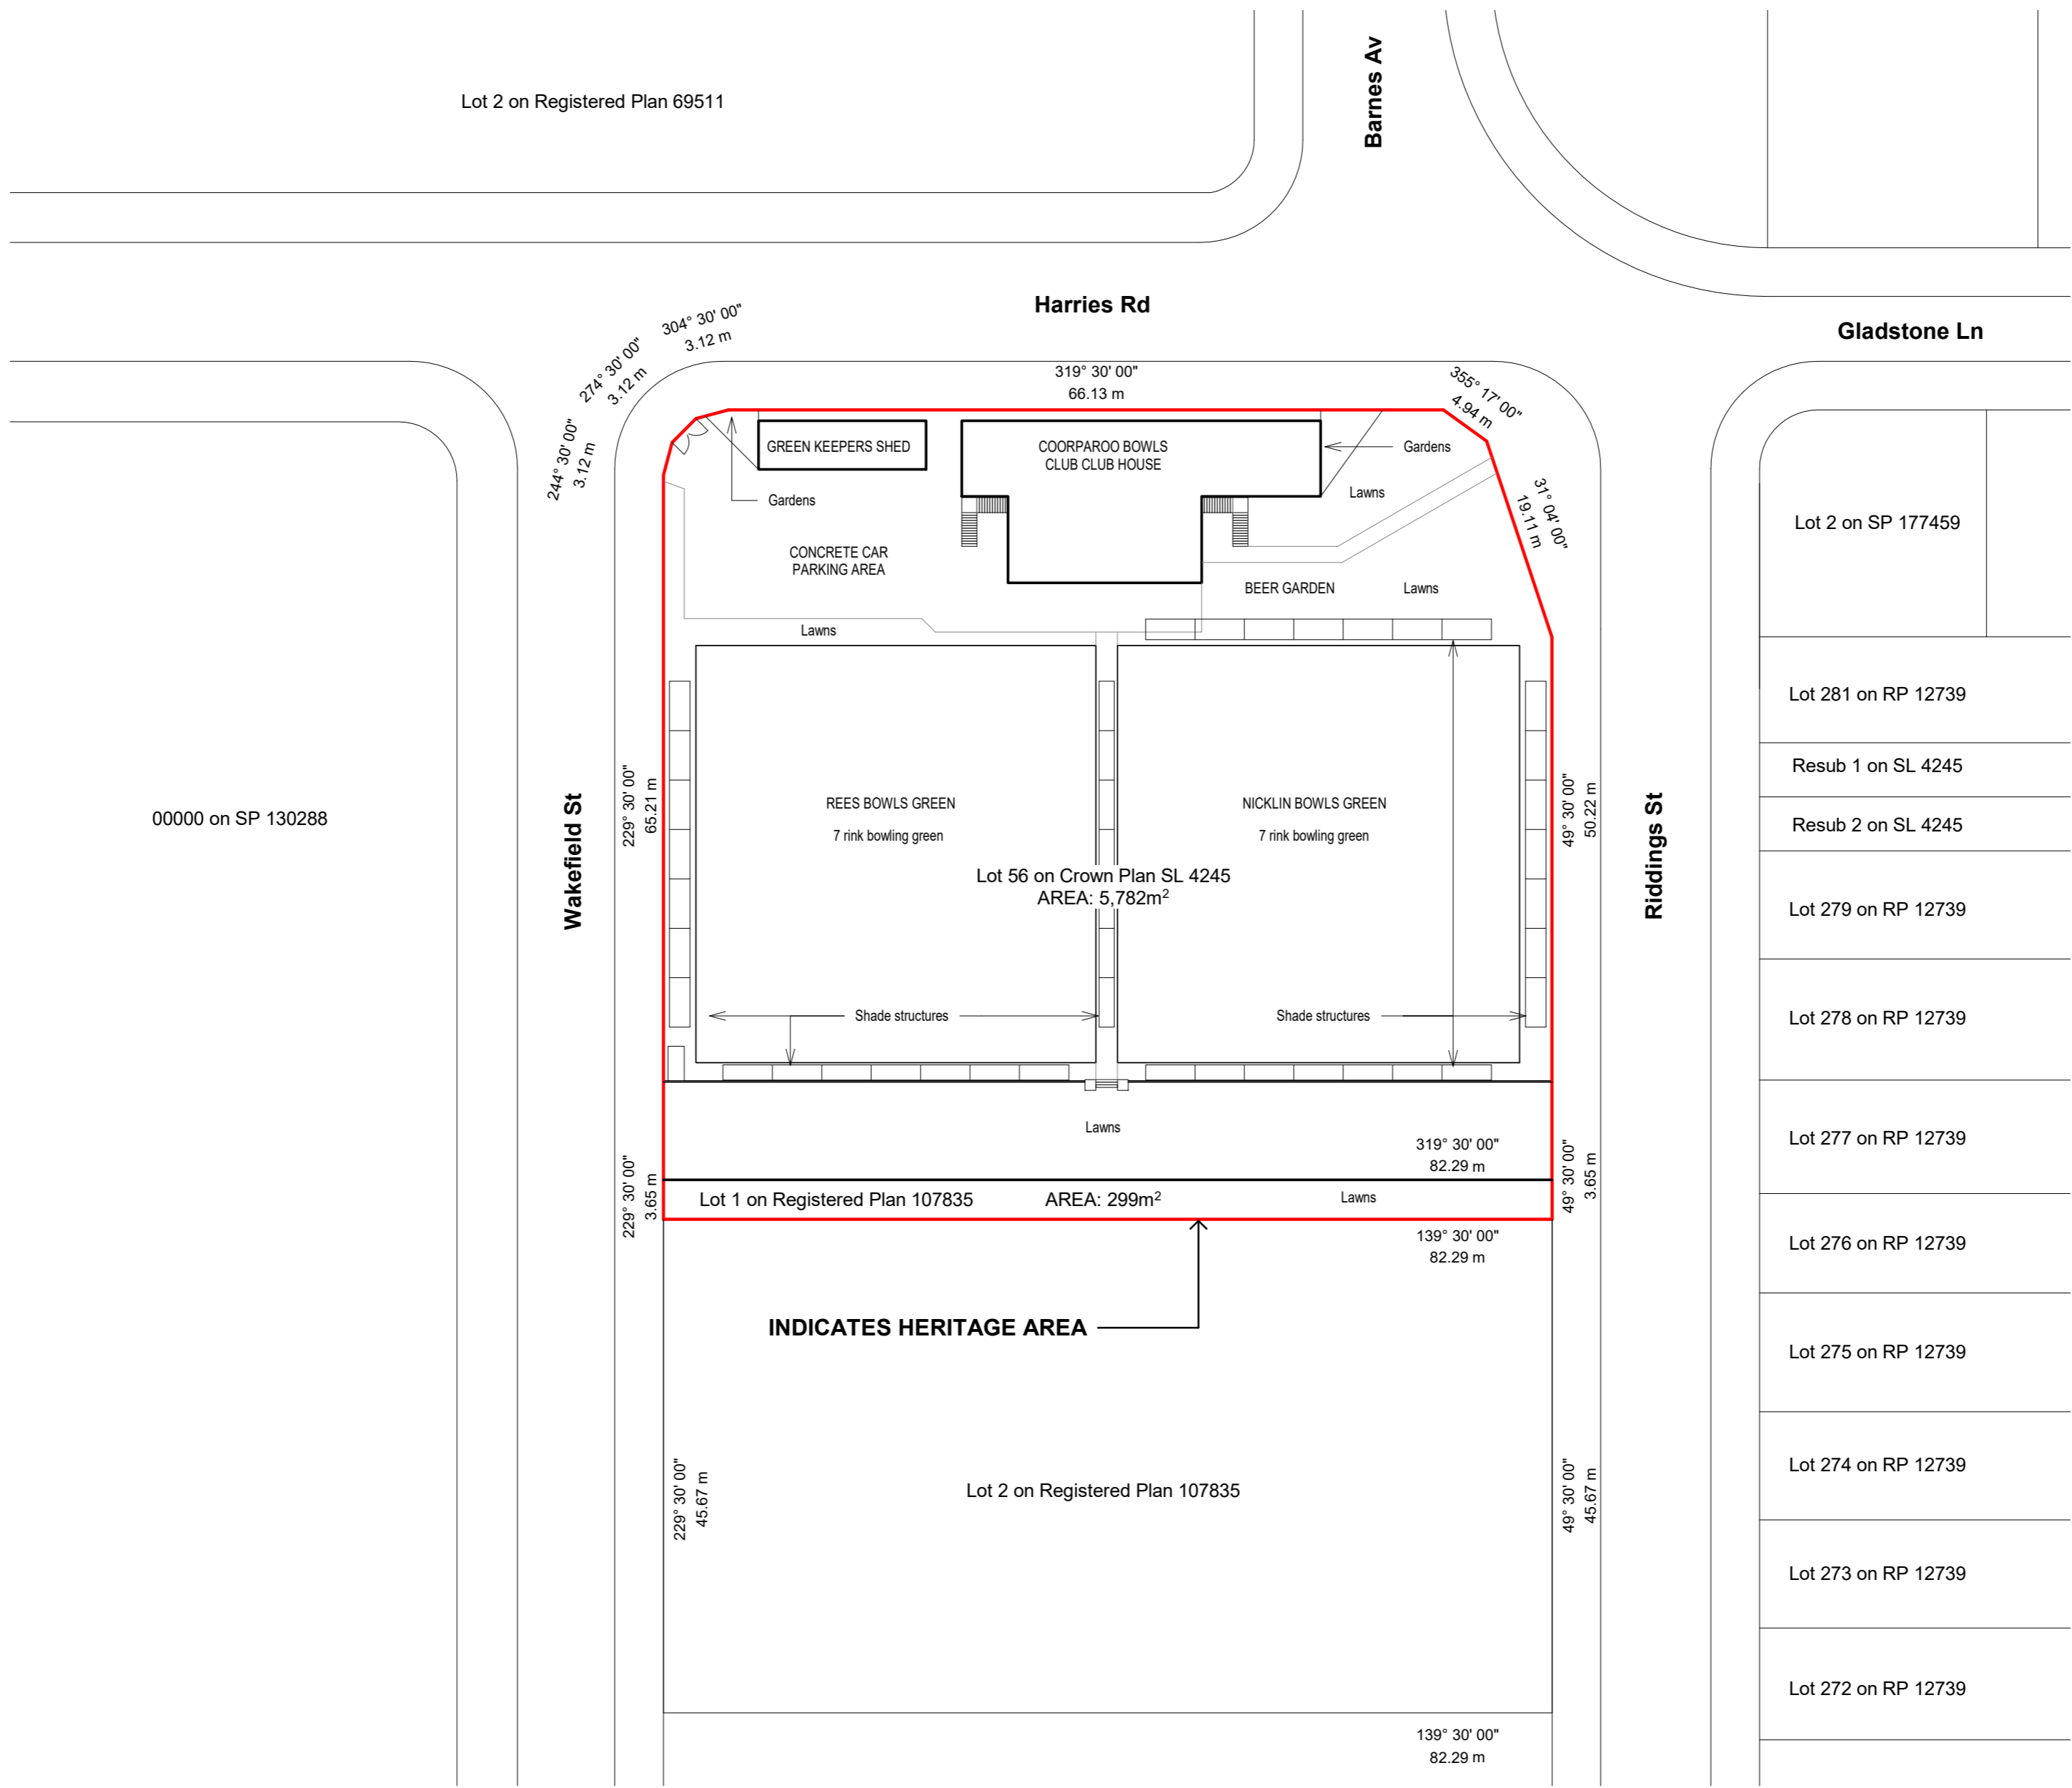 Lot 2 on Registered Plan 69511
Barnes Av
Harries Rd
Gladstone Ln
304° 30' 00"
3.12 m
274° 30' 00"
3.12 m
244° 30' 00"
3.12 m
319° 30' 00"
66.13 m
355° 17' 00"
4.94 m
31° 04' 00"
19.11 m
GREEN KEEPERS SHED
COORPAROO BOWLS
CLUB CLUB HOUSE
Gardens
Lawns
Gardens
CONCRETE CAR
PARKING AREA
BEER GARDEN
Lawns
Lawns
Lot 2 on SP 177459
Lot 281 on RP 12739
Resub 1 on SL 4245
Resub 2 on SL 4245
Lot 279 on RP 12739
Lot 278 on RP 12739
Lot 277 on RP 12739
Lot 276 on RP 12739
Lot 275 on RP 12739
Lot 274 on RP 12739
Lot 273 on RP 12739
Lot 272 on RP 12739
00000 on SP 130288
Wakefield St
229° 30' 00"
65.21 m
REES BOWLS GREEN
7 rink bowling green
NICKLIN BOWLS GREEN
7 rink bowling green
Lot 56 on Crown Plan SL 4245
AREA: 5,782m²
49° 30' 00"
50.22 m
Riddings St
Shade structures
Shade structures
Lawns
319° 30' 00"
82.29 m
229° 30' 00"
3.65 m
Lot 1 on Registered Plan 107835
AREA: 299m²
Lawns
49° 30' 00"
3.65 m
139° 30' 00"
82.29 m
INDICATES HERITAGE AREA
229° 30' 00"
45.67 m
Lot 2 on Registered Plan 107835
49° 30' 00"
45.67 m
139° 30' 00"
82.29 m